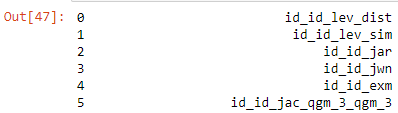 Out[47]: 0 id_id_lev_dist
1 id_id_lev_sim
2 id_id_jar
3 id_id_jwn
4 id_id_exm
5 id_id_jac_qgm_3_qgm_3